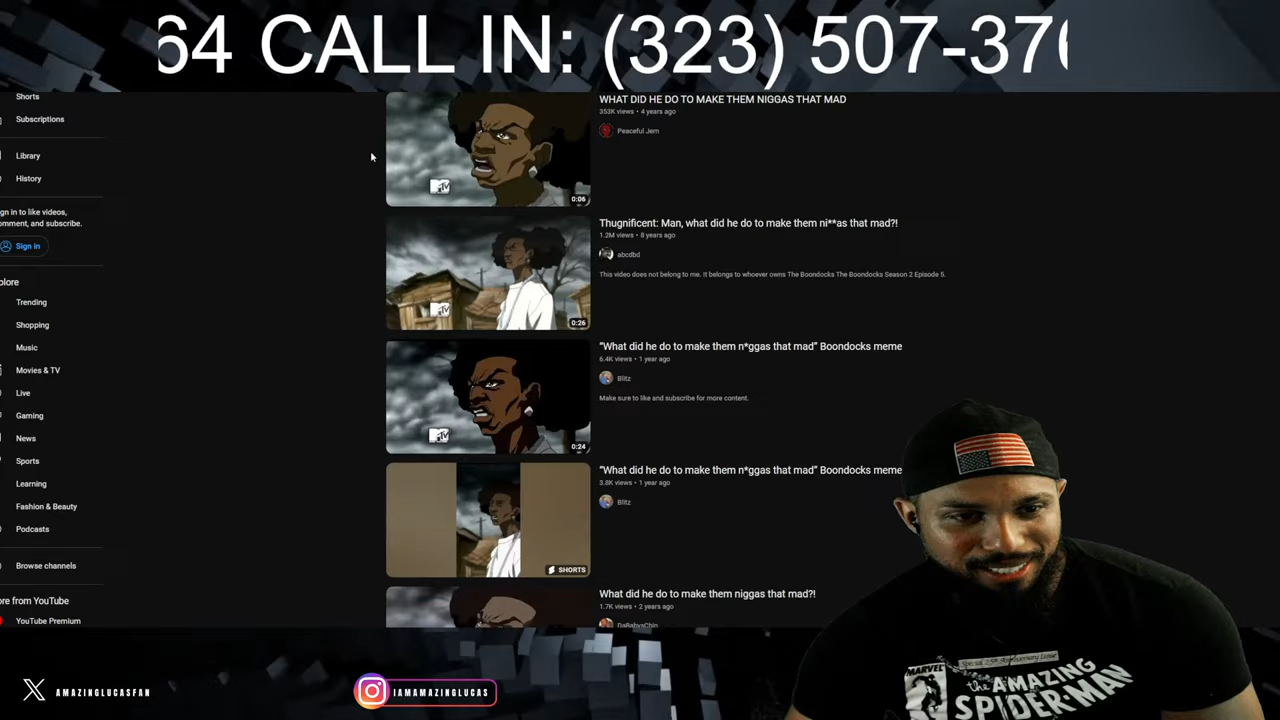 64 CALL IN: (323) 507-37
Shorts
Subscriptions
Library
History
gn in to like videos,
omment, and subscribe.
Sign in
plore
Trending
Shopping
Music
Movies & TV
Live
Gaming
News
Sports
Learning
Fashion & Beauty
Podcasts
Browse channels
ore from YouTube
YouTube Premium
MTV
0:06
WHAT DID HE DO TO MAKE THEM NIGGAS THAT MAD
353K views • 4 years ago
Peaceful Jem
MTV
0:26
Thugnificent: Man, what did he do to make them ni**as that mad?!
1.2M views • 8 years ago
abcdbd
This video does not belong to me. It belongs to whoever owns The Boondocks The Boondocks Season 2 Episode 5.
MTV
0:24
“What did he do to make them n*ggas that mad” Boondocks meme
6.4K views • 1 year ago
Blitz
Make sure to like and subscribe for more content.
SHORTS
“What did he do to make them n*ggas that mad” Boondocks meme
3.8K views • 1 year ago
Blitz
What did he do to make them niggas that mad?!
1.7K views • 2 years ago
DaBabysChin
MARVEL
the AMAZING
SPIDER-MAN
AMAZINGLUCASFAN
IAMAMAZINGLUCAS